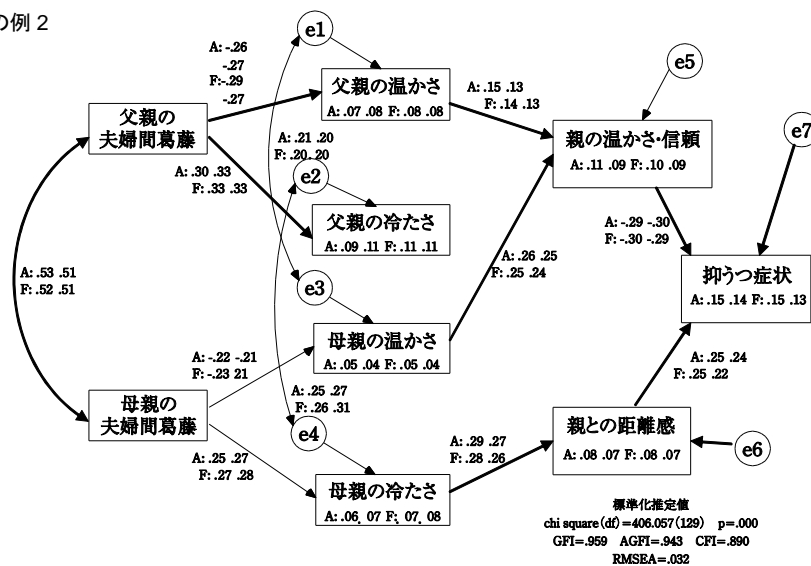 の例 2
e1
A: -.26
-.27
F:-.29
-.27
父親の温かさ
A: .07 .08 F: .08 .08
A: .15 .13
F: .14 .13
e5
e7
父親の
夫婦間葛藤
A: .21 .20
F: .20 .20
e2
親の温かさ・信頼
A: .11 .09 F: .10 .09
A: .30 .33
F: .33 .33
父親の冷たさ
A: .09 .11 F: .11 .11
A: -.29 -.30
F: -.30 -.29
A: .26 .25
F: .25 .24
A: .53 .51
F: .52 .51
e3
抑うつ症状
A: .15 .14 F: .15 .13
母親の温かさ
A: .05 .04 F: .05 .04
A: -.22 -.21
F: -.23 21
A: .25 .24
F: .25 .22
母親の
夫婦間葛藤
A: .25 .27
F: .26 .31
e4
A: .29 .27
F: .28 .26
親との距離感
A: .08 .07 F: .08 .07
e6
A: .25 .27
F: .27 .28
母親の冷たさ
A: .06 .07 F: .07 .08
標準化推定値
chi square(df)=406.057(129) p=.000
GFI=.959 AGFI=.943 CFI=.890
RMSEA=.032